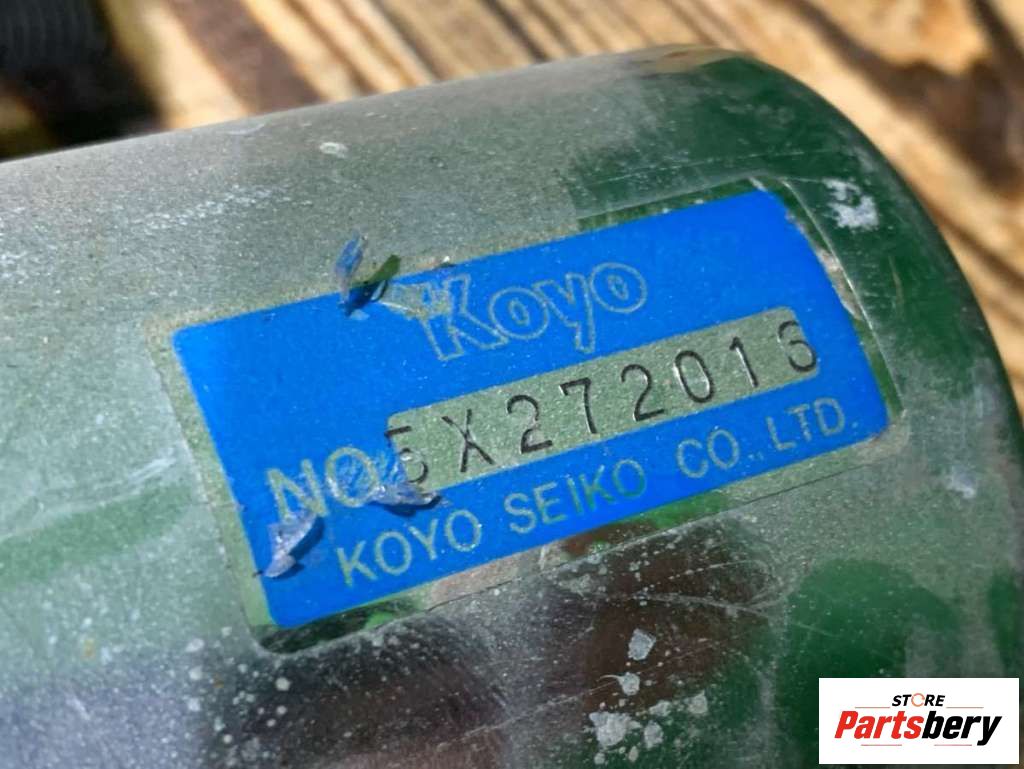 Koyo
NO. 5X272016
KOYO SEIKO CO., LTD.
STORE
Partsbery